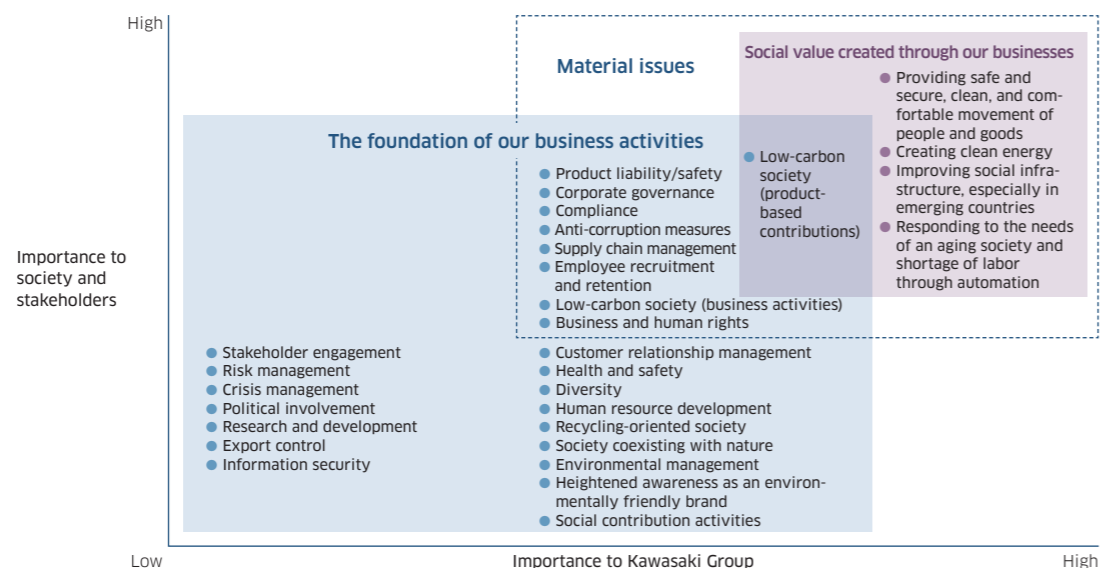 High
Material issues
Social value created through our businesses
Providing safe and
secure, clean, and com-
fortable movement of
people and goods
Creating clean energy
Improving social infra-
structure, especially in
emerging countries
Responding to the needs
of an aging society and
shortage of labor
through automation
The foundation of our business activities
Low-carbon
society
(product-
based
contributions)
Product liability/safety
Corporate governance
Compliance
Anti-corruption measures
Supply chain management
Employee recruitment
and retention
Low-carbon society (business activities)
Business and human rights
Importance to
society and
stakeholders
Stakeholder engagement
Risk management
Crisis management
Political involvement
Research and development
Export control
Information security
Customer relationship management
Health and safety
Diversity
Human resource development
Recycling-oriented society
Society coexisting with nature
Environmental management
Heightened awareness as an environ-
mentally friendly brand
Social contribution activities
Low
Importance to Kawasaki Group
High